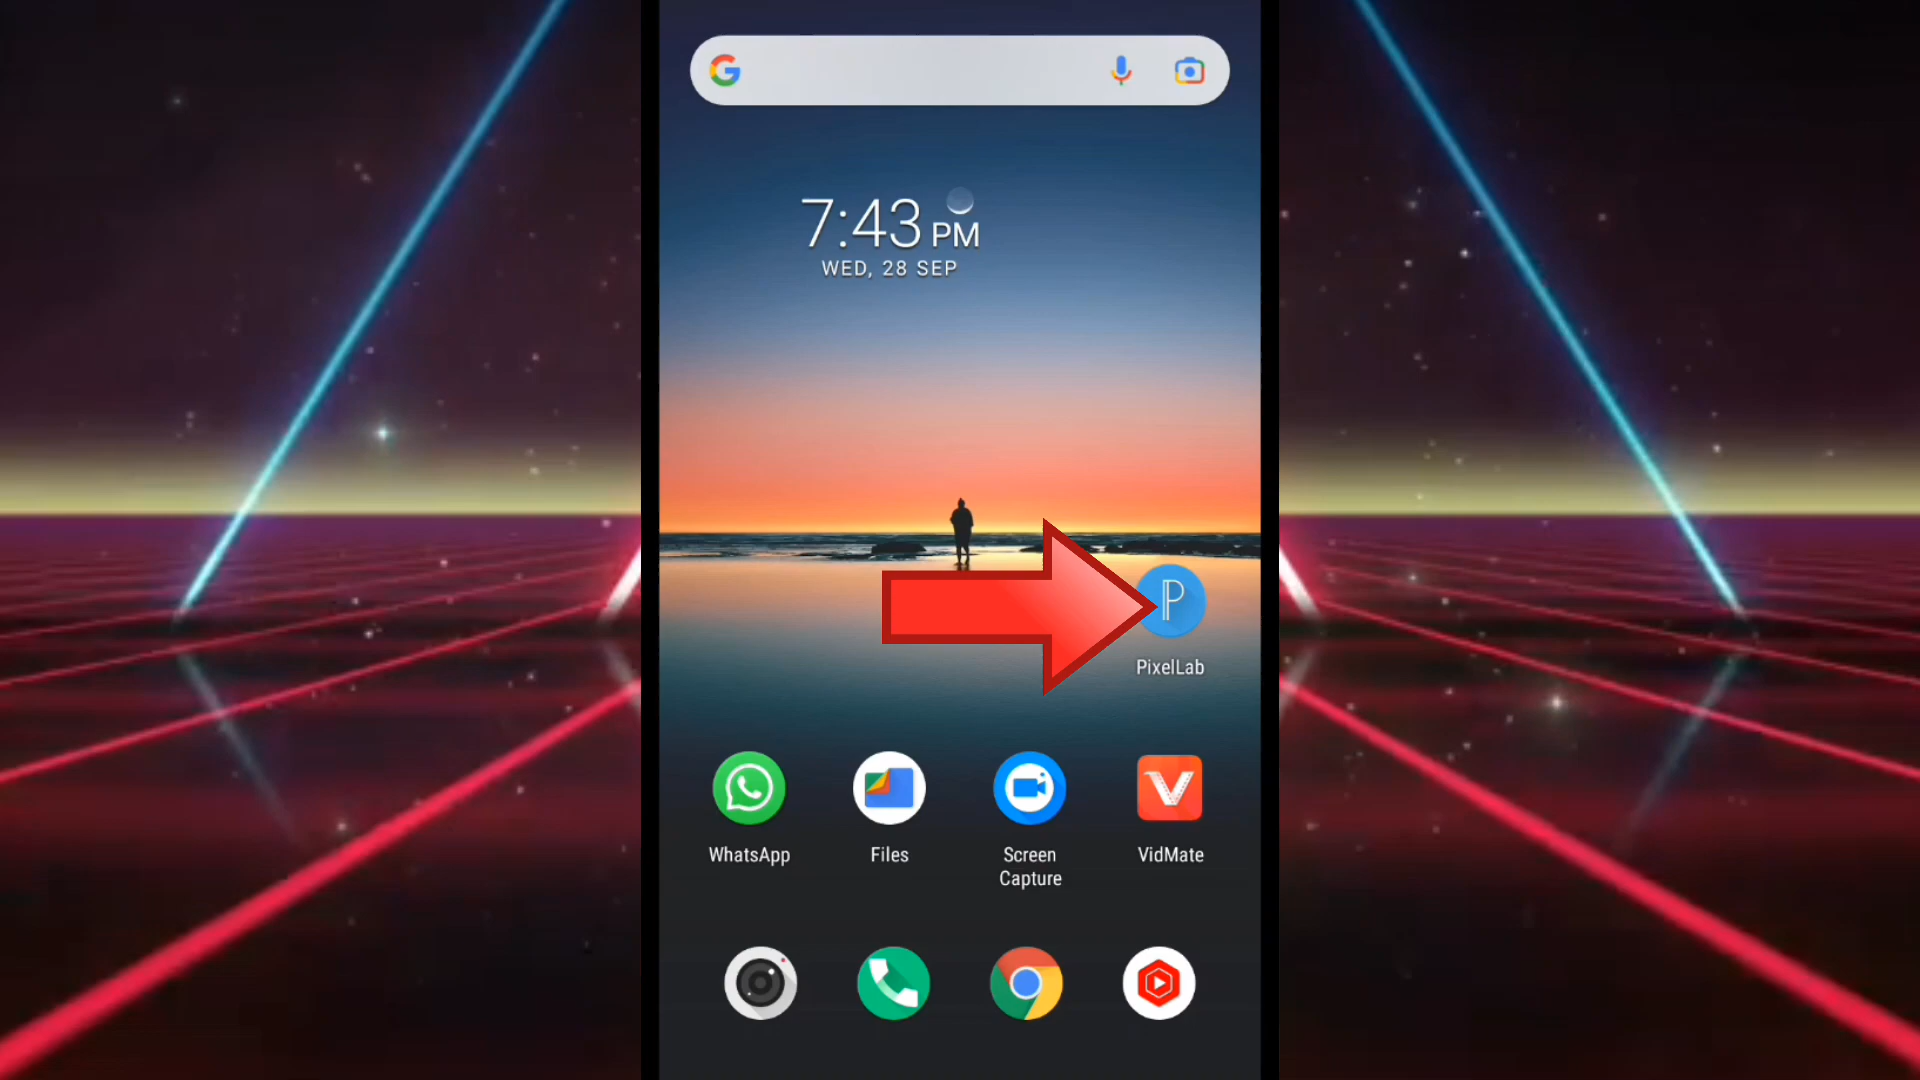 7:43 PM
WED, 28 SEP
PixelLab
WhatsApp
Files
Screen
Capture
VidMate